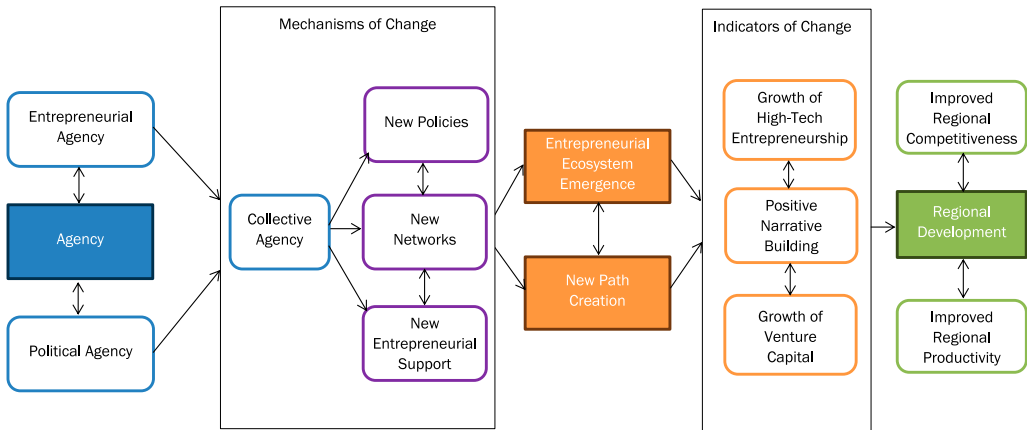 Mechanisms of Change
Indicators of Change
Entrepreneurial
Agency
Agency
Political Agency
Collective
Agency
New Policies
New
Networks
New
Entrepreneurial
Support
Entrepreneurial
Ecosystem
Emergence
New Path
Creation
Growth of
High-Tech
Entrepreneurship
Positive
Narrative
Building
Growth of
Venture
Capital
Improved
Regional
Competitiveness
Regional
Development
Improved
Regional
Productivity